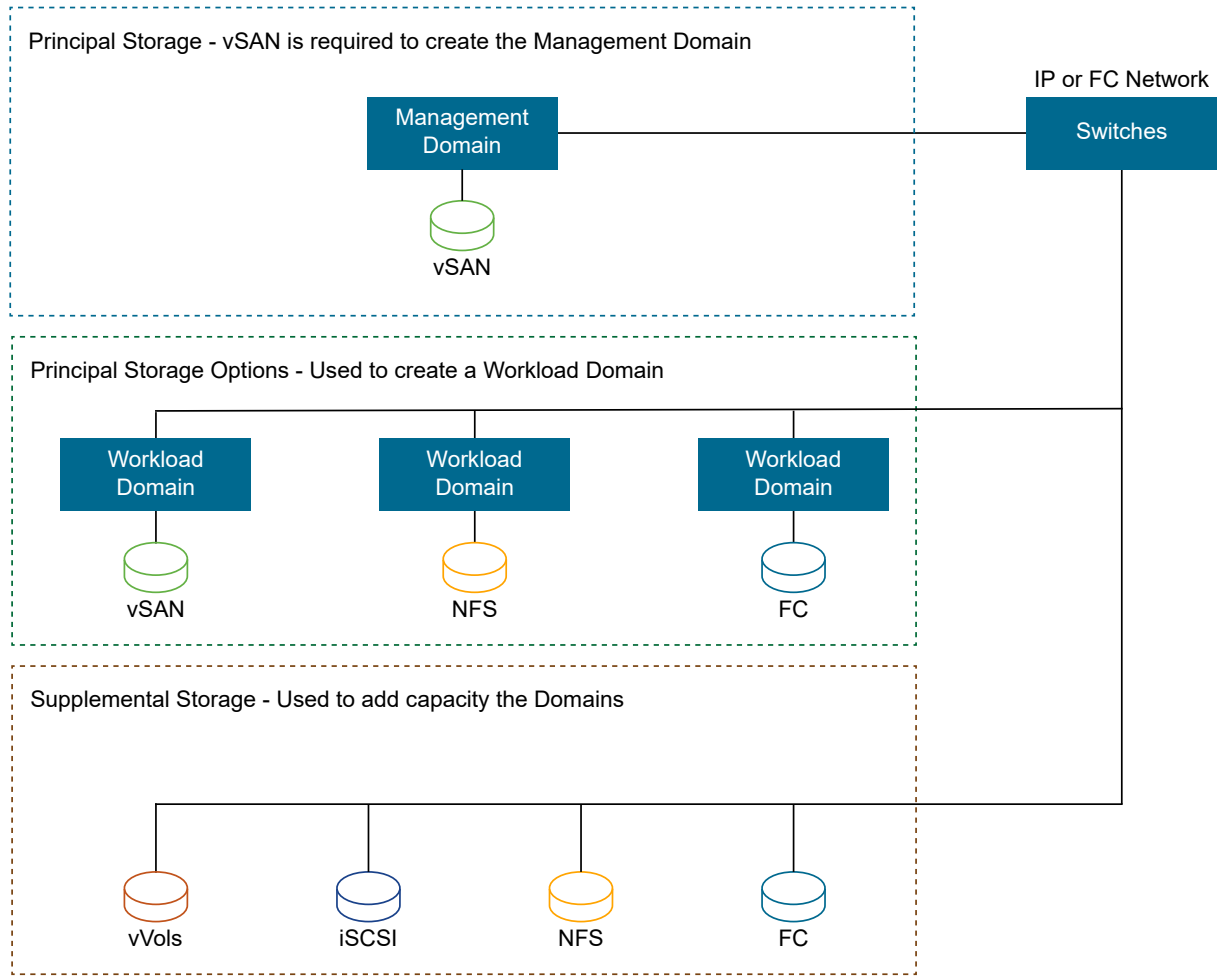 Principal Storage - vSAN is required to create the Management Domain
IP or FC Network
Management
Domain
Switches
vSAN
Principal Storage Options - Used to create a Workload Domain
Workload
Domain
Workload
Domain
Workload
Domain
vSAN
NFS
FC
Supplemental Storage - Used to add capacity the Domains
vVols
iSCSI
NFS
FC